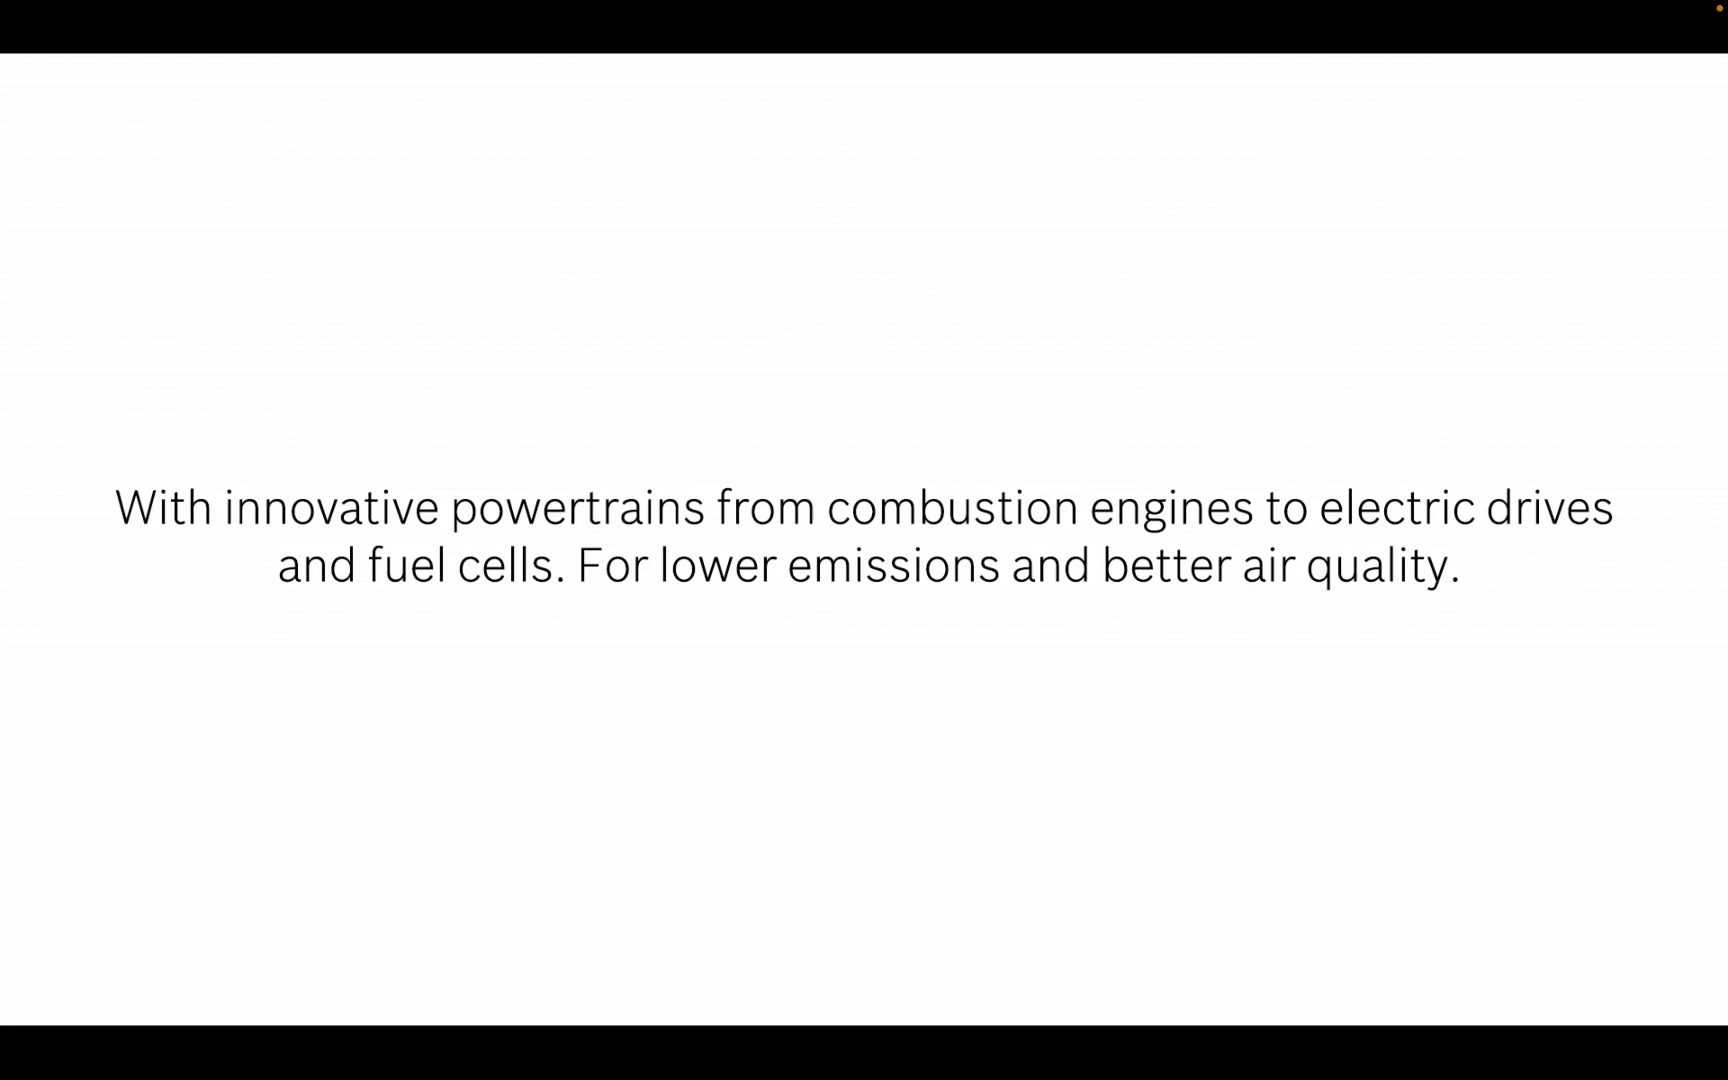 With innovative powertrains from combustion engines to electric drives
and fuel cells. For lower emissions and better air quality.